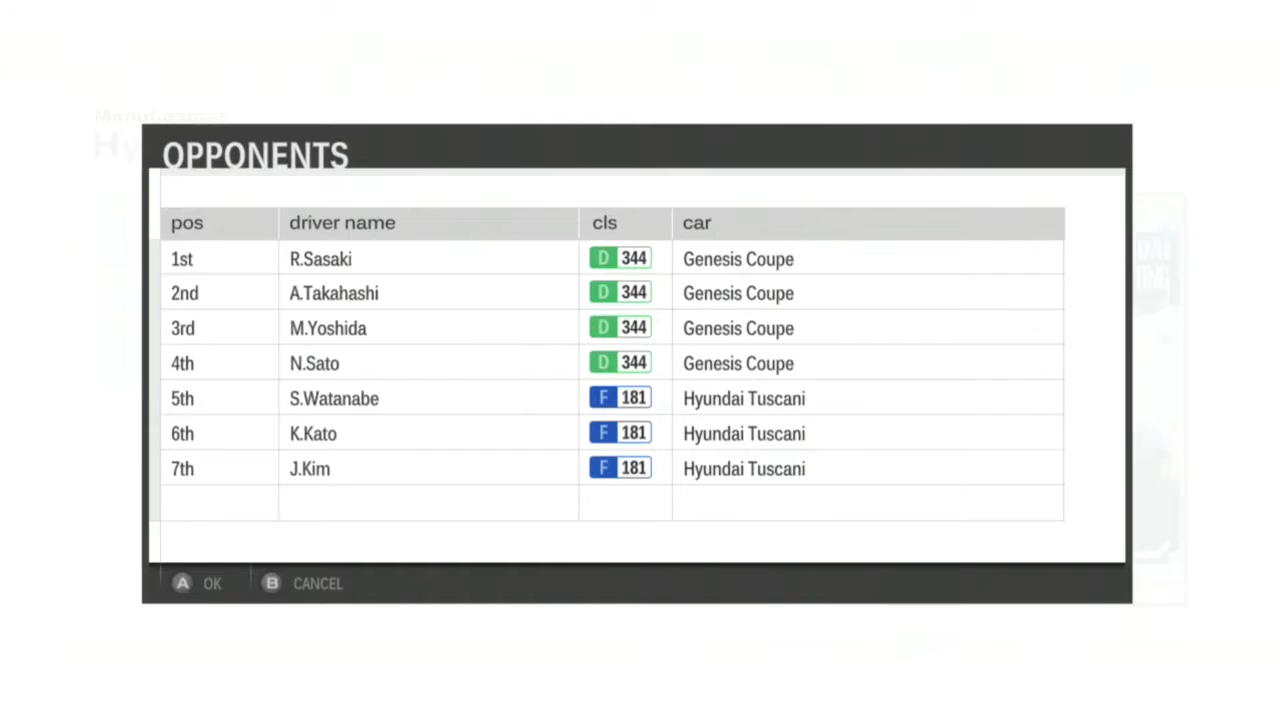 Manufacturer
Hy
OPPONENTS
pos driver name cls car
1st R.Sasaki D 344 Genesis Coupe
2nd A.Takahashi D 344 Genesis Coupe
3rd M.Yoshida D 344 Genesis Coupe
4th N.Sato D 344 Genesis Coupe
5th S.Watanabe F 181 Hyundai Tuscani
6th K.Kato F 181 Hyundai Tuscani
7th J.Kim F 181 Hyundai Tuscani
A OK B CANCEL